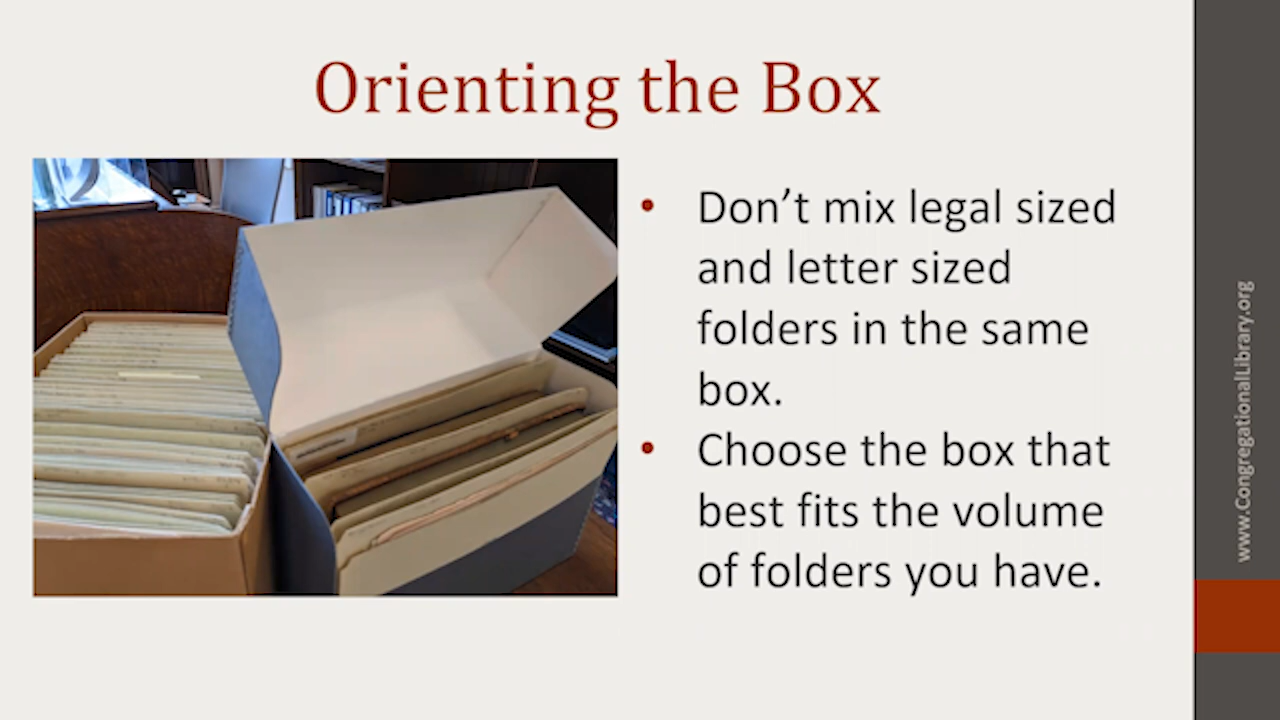 Orienting the Box
• Don’t mix legal sized
and letter sized
folders in the same
box.
• Choose the box that
best fits the volume
of folders you have.
www.CongregationalLibrary.org